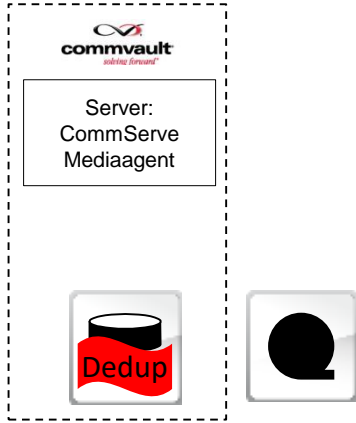 commvault
solving forward®
Server:
CommServe
Mediaagent
Dedup